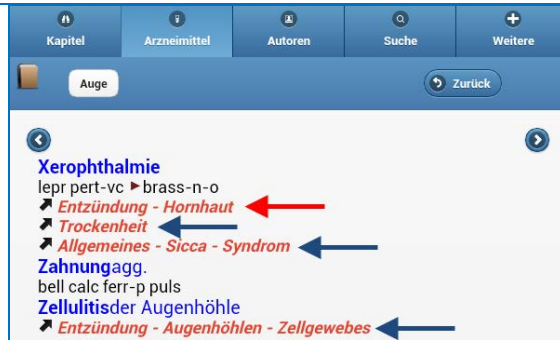 Kapitel Arzneimittel Autoren Suche Weitere
Auge Zurück
Xerophthalmie
lepr pert-vc ►brass-n-o
Entzündung - Hornhaut
Trockenheit
Allgemeines - Sicca - Syndrom
Zahnungagg.
bell calc ferr-p puls
Zellulitisder Augenhöhle
Entzündung - Augenhöhlen - Zellgewebes